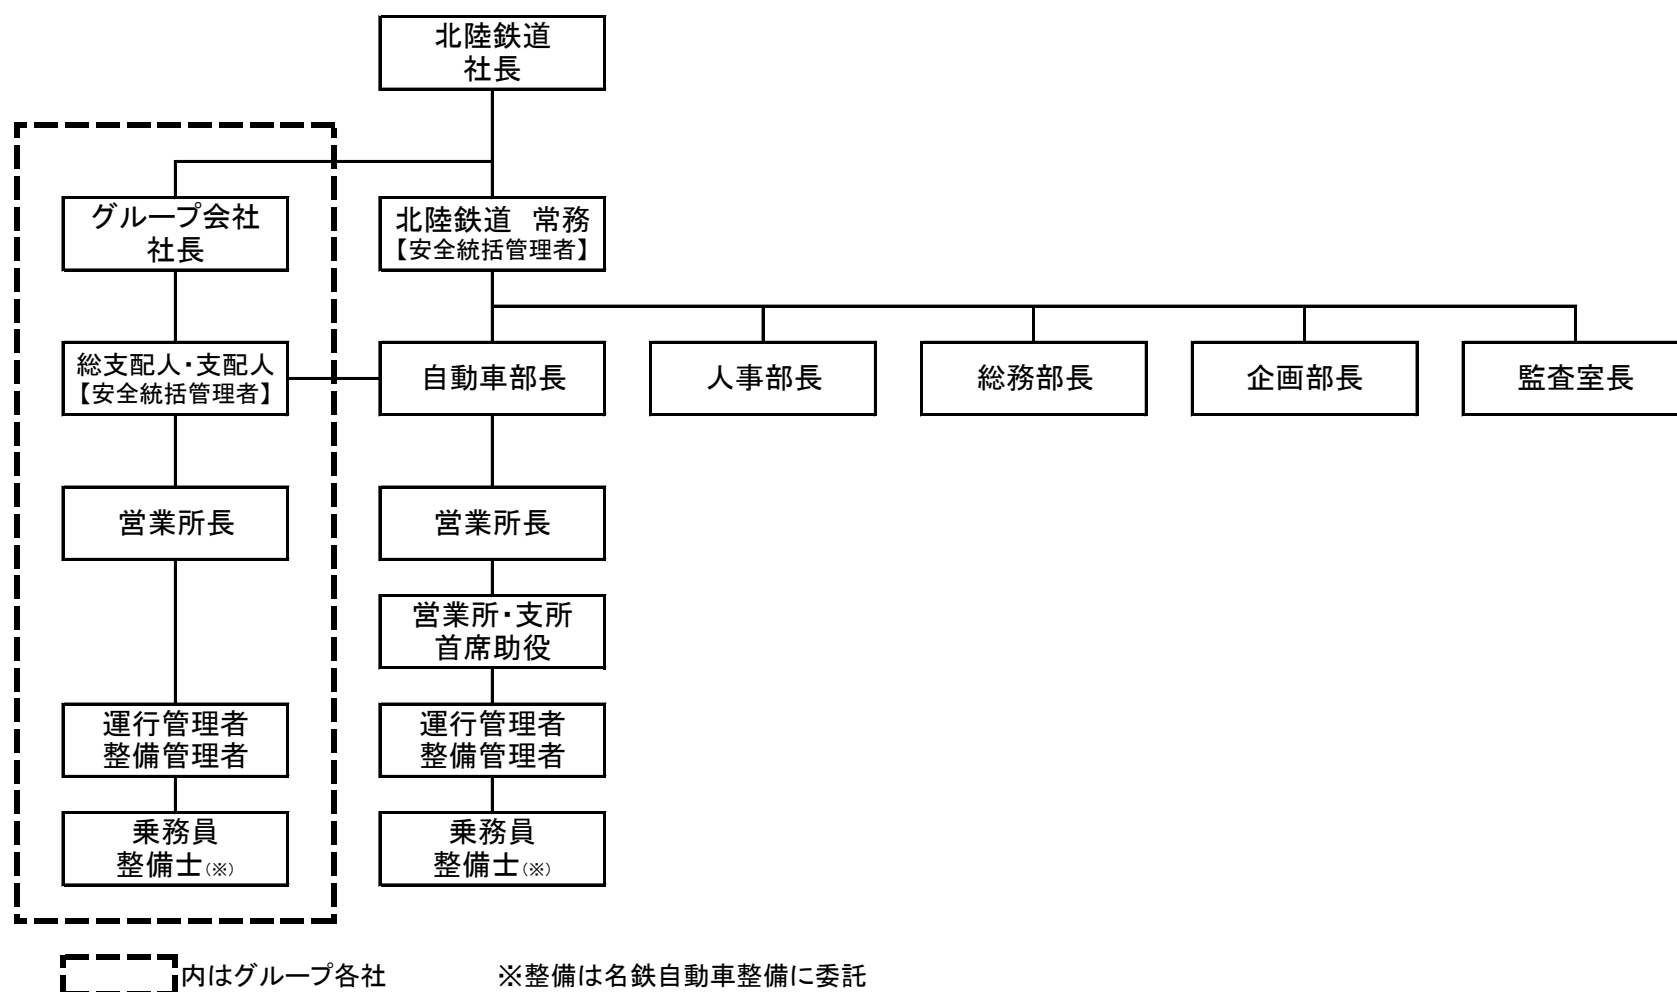 北陸鉄道
社長
グループ会社
社長
北陸鉄道 常務
【安全統括管理者】
総支配人・支配人
【安全統括管理者】
自動車部長
人事部長
総務部長
企画部長
監査室長
営業所長
営業所長
営業所・支所
首席助役
運行管理者
整備管理者
運行管理者
整備管理者
乗務員
整備士(※)
乗務員
整備士(※)
内はグループ各社
※整備は名鉄自動車整備に委託